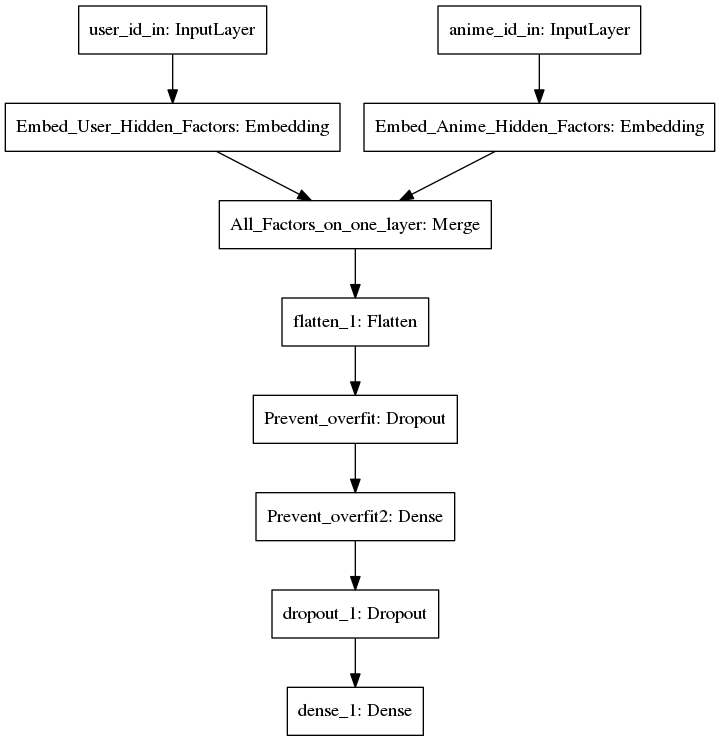 user_id_in: InputLayer
anime_id_in: InputLayer
Embed_User_Hidden_Factors: Embedding
Embed_Anime_Hidden_Factors: Embedding
All_Factors_on_one_layer: Merge
flatten_1: Flatten
Prevent_overfit: Dropout
Prevent_overfit2: Dense
dropout_1: Dropout
dense_1: Dense